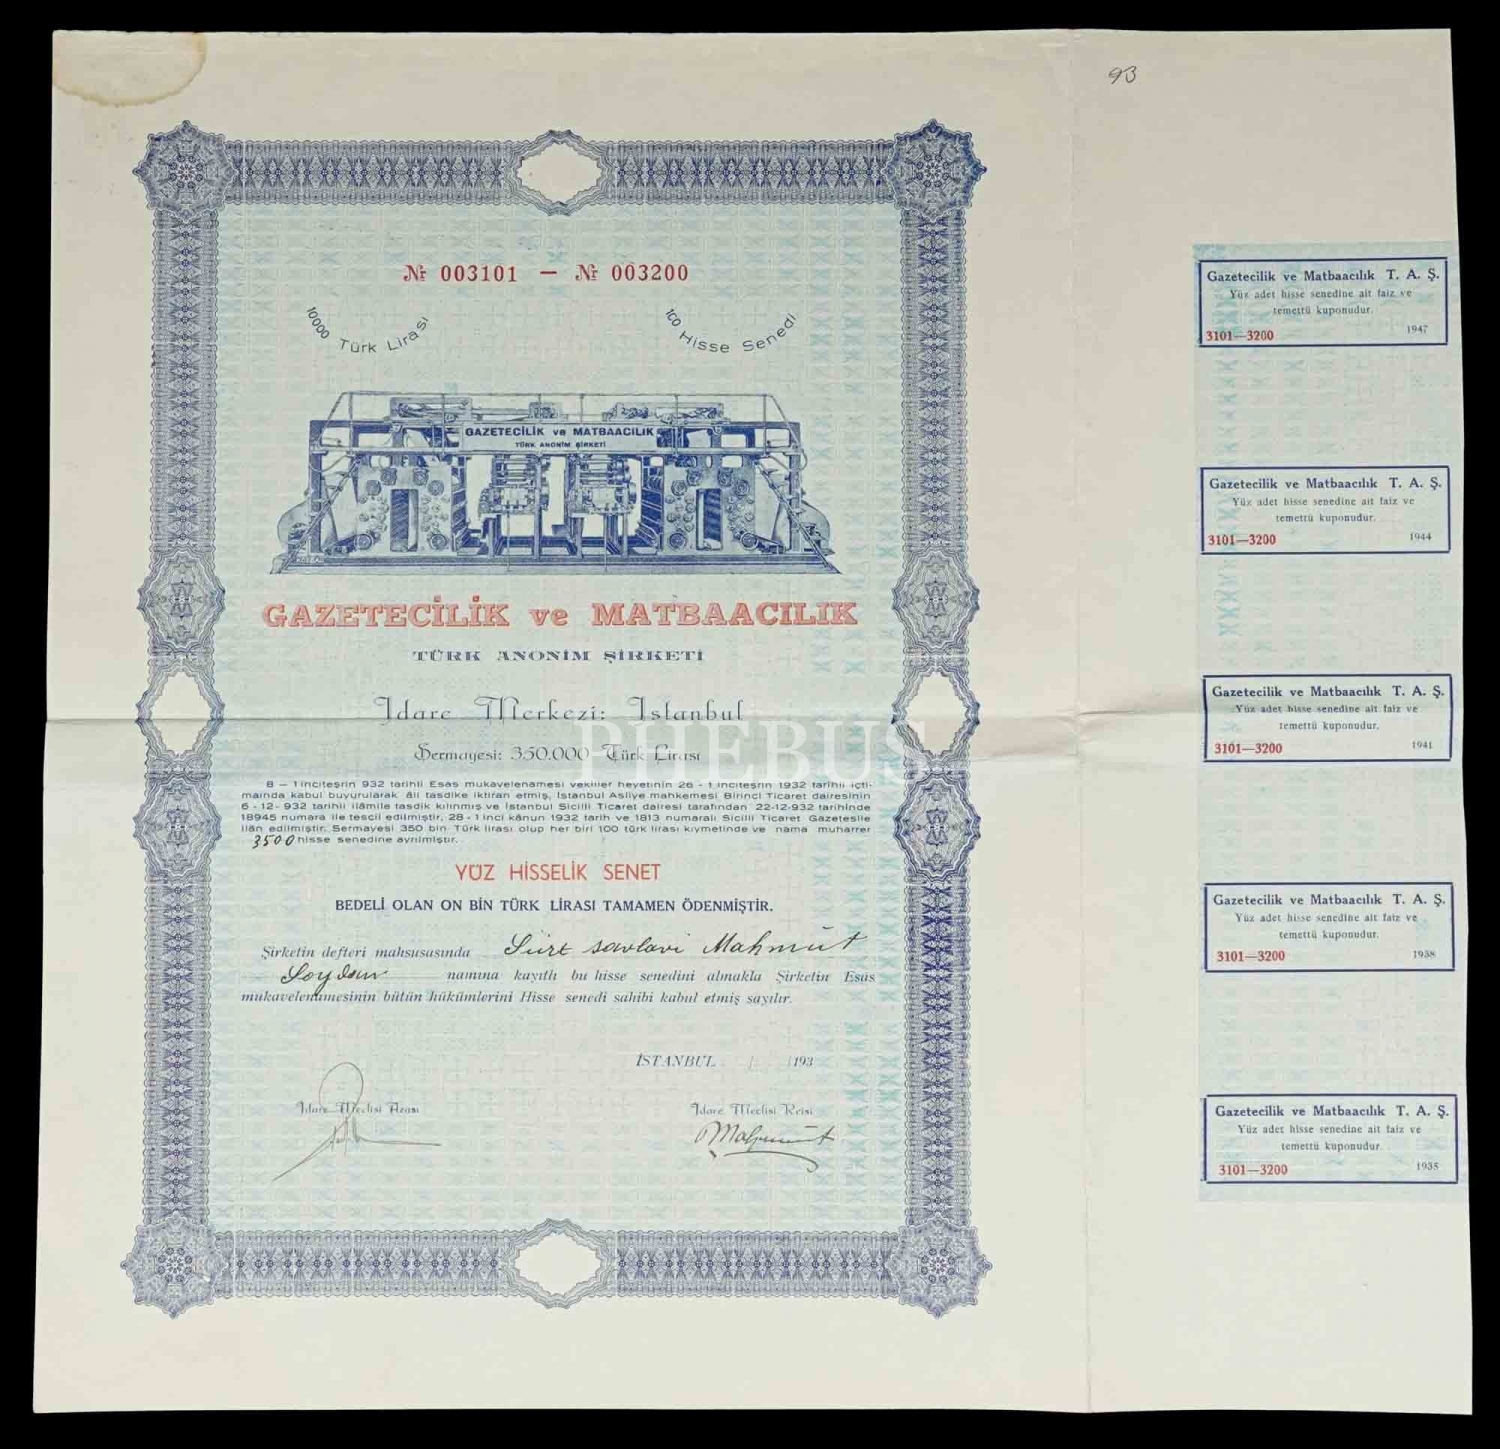 93
№ 003101 — № 003200
10000 Türk Lirası
100 Hisse Senedi
GAZETECİLİK ve MATBAACILIK
TÜRK ANONİM ŞİRKETİ
GAZETECİLİK ve MATBAACILIK
TÜRK ANONİM ŞİRKETİ
İdare Merkezi: İstanbul
Sermayesi: 350.000 Türk Lirası
PHEBUS
8 — 1 inciteşrin 932 tarihli Esas mukavelenamesi vekiller heyetinin 26 - 1 inciteşrin 1932 tarihli içti-
maında kabul buyurularak âli tasdike iktiran etmiş, İstanbul Asliye mahkemesi Birinci Ticaret dairesinin
6 - 12- 932 tarihli ilâmile tasdik kılınmış ve İstanbul Sicilli Ticaret dairesi tarafından 22-12-932 tarihinde
18945 numara ile tescil edilmiştir, 28 - 1 inci kânun 1932 tarih ve 1813 numaralı Sicilli Ticaret Gazetesile
ilân edilmiştir. Sermayesi 350 bin Türk lirası olup her biri 100 türk lirası kıymetinde ve nama muharrer
3500 hisse senedine ayrılmıştır.
YÜZ HİSSELİK SENET
BEDELİ OLAN ON BİN TÜRK LİRASI TAMAMEN ÖDENMİŞTİR.
Şirketin defteri mahsusasında Siirt saylavi Mahmut
Soydan namına kayıtlı bu hisse senedini almakla Şirketin Esas
mukavelenamesinin bütün hükümlerini Hisse senedi sahibi kabul etmiş sayılır.
İSTANBUL / / 193
İdare Meclisi Azası
İdare Meclisi Reisi
Mahmut
Gazetecilik ve Matbaacılık T. A. Ş.
Yüz adet hisse senedine ait faiz ve
temettü kuponudur.
3101—3200 1947
Gazetecilik ve Matbaacılık T. A. Ş.
Yüz adet hisse senedine ait faiz ve
temettü kuponudur.
3101—3200 1944
Gazetecilik ve Matbaacılık T. A. Ş.
Yüz adet hisse senedine ait faiz ve
temettü kuponudur.
3101—3200 1941
Gazetecilik ve Matbaacılık T. A. Ş.
Yüz adet hisse senedine ait faiz ve
temettü kuponudur.
3101—3200 1938
Gazetecilik ve Matbaacılık T. A. Ş.
Yüz adet hisse senedine ait faiz ve
temettü kuponudur.
3101—3200 1935